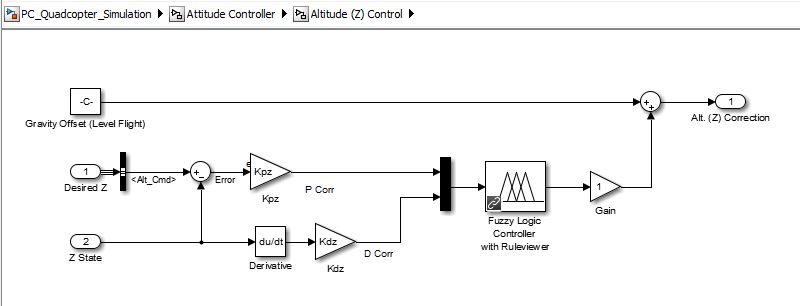 PC_Quadcopter_Simulation Attitude Controller Altitude (Z) Control
-C-
Gravity Offset (Level Flight)
1
Alt. (Z) Correction
1
Desired Z
<Alt_Cmd>
Error
e
Kpz
Kpz
P Corr
Fuzzy Logic
Controller
with Ruleviewer
1
Gain
2
Z State
du/dt
Derivative
Kdz
Kdz
D Corr